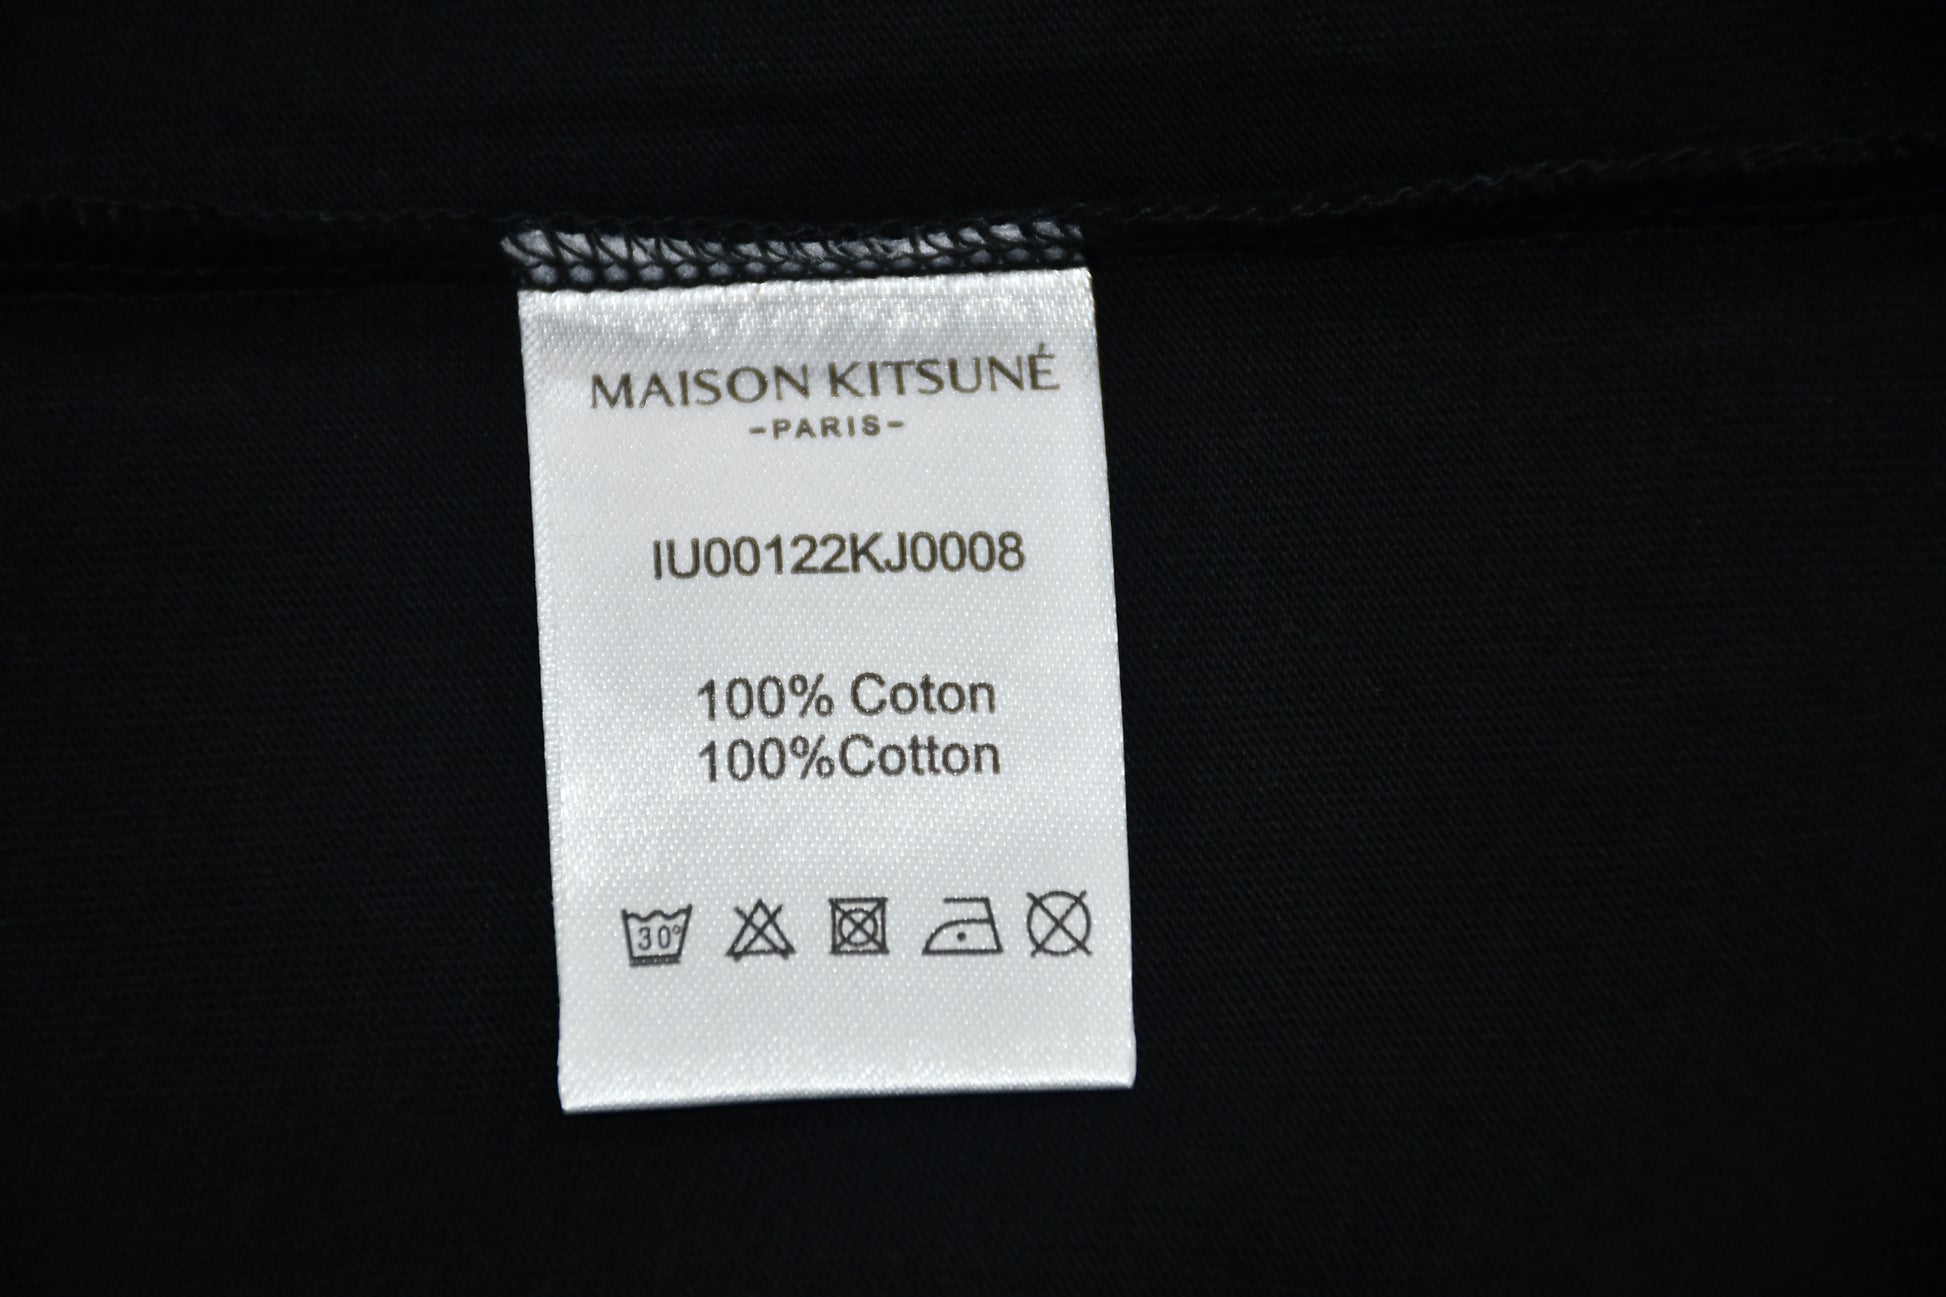 MAISON KITSUNÉ
-PARIS-
IU00122KJ0008
100% Coton
100%Cotton
30°